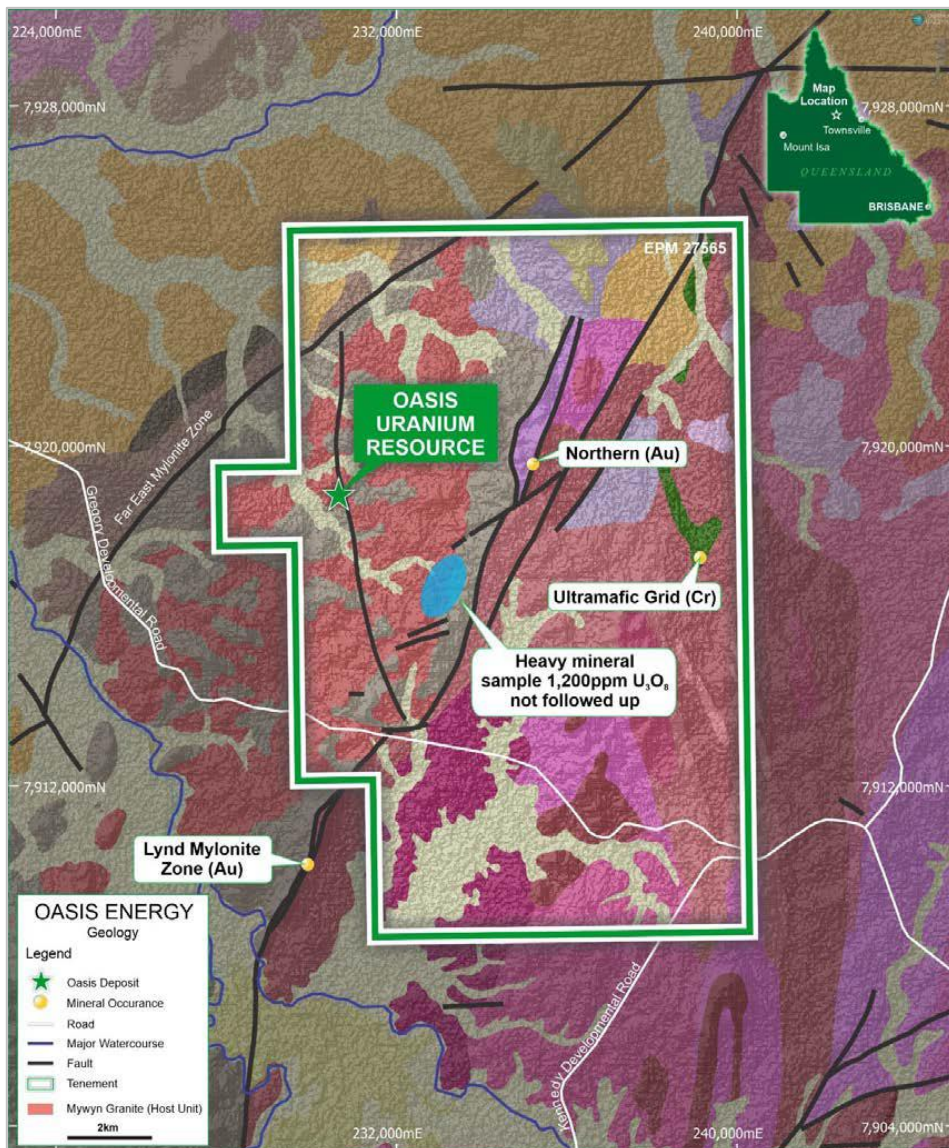 224,000mE
232,000mE
240,000mE
7,928,000mN
7,928,000mN
Map
Location
Townsville
Mount Isa
QUEENSLAND
BRISBANE
EPM 27565
OASIS
URANIUM
RESOURCE
Far East Mylonite Zone
7,920,000mN
7,920,000mN
Northern (Au)
Gregory Developmental Road
Ultramafic Grid (Cr)
Heavy mineral
sample 1,200ppm U₃O₈
not followed up
7,912,000mN
7,912,000mN
Lynd Mylonite
Zone (Au)
Kennedy Developmental Road
OASIS ENERGY
Geology
Legend
Oasis Deposit
Mineral Occurance
Road
Major Watercourse
Fault
Tenement
Mywyn Granite (Host Unit)
2km
232,000mE
240,000mE
7,904,000mN